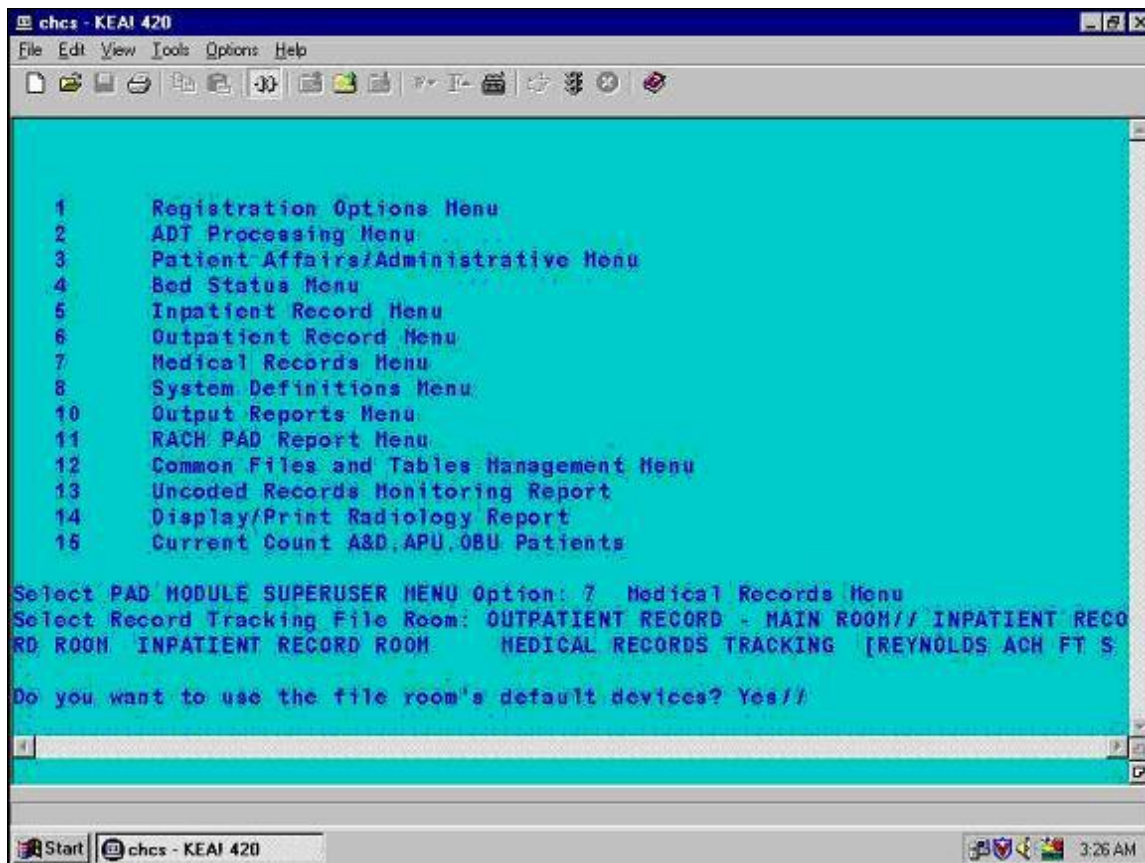 chcs - KEA! 420
File Edit View Tools Options Help
1 Registration Options Menu
2 ADT Processing Menu
3 Patient Affairs/Administrative Menu
4 Bed Status Menu
5 Inpatient Record Menu
6 Outpatient Record Menu
7 Medical Records Menu
8 System Definitions Menu
10 Output Reports Menu
11 RACH PAD Report Menu
12 Common Files and Tables Management Menu
13 Uncoded Records Monitoring Report
14 Display/Print Radiology Report
15 Current Count A&D,APU,OBU Patients
Select PAD MODULE SUPERUSER MENU Option: 7 Medical Records Menu
Select Record Tracking File Room: OUTPATIENT RECORD - MAIN ROOM// INPATIENT RECO
RD ROOM INPATIENT RECORD ROOM MEDICAL RECORDS TRACKING [REYNOLDS ACH FT S
Do you want to use the file room's default devices? Yes//
Start chcs - KEA! 420 3:26 AM